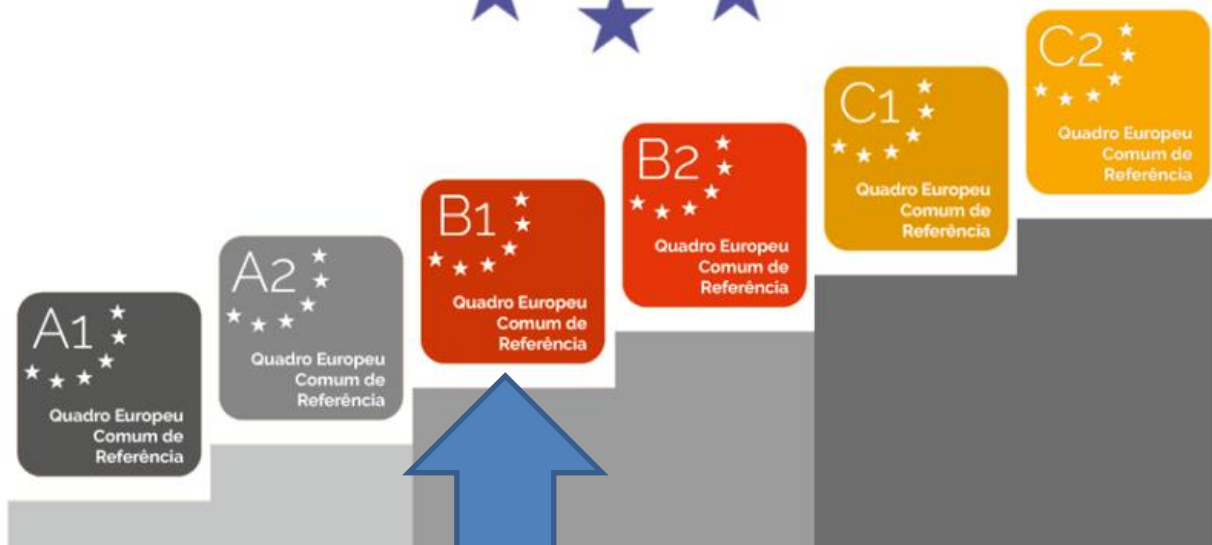 A1
Quadro Europeu
Comum de
Referência
A2
Quadro Europeu
Comum de
Referência
B1
Quadro Europeu
Comum de
Referência
B2
Quadro Europeu
Comum de
Referência
C1
Quadro Europeu
Comum de
Referência
C2
Quadro Europeu
Comum de
Referência